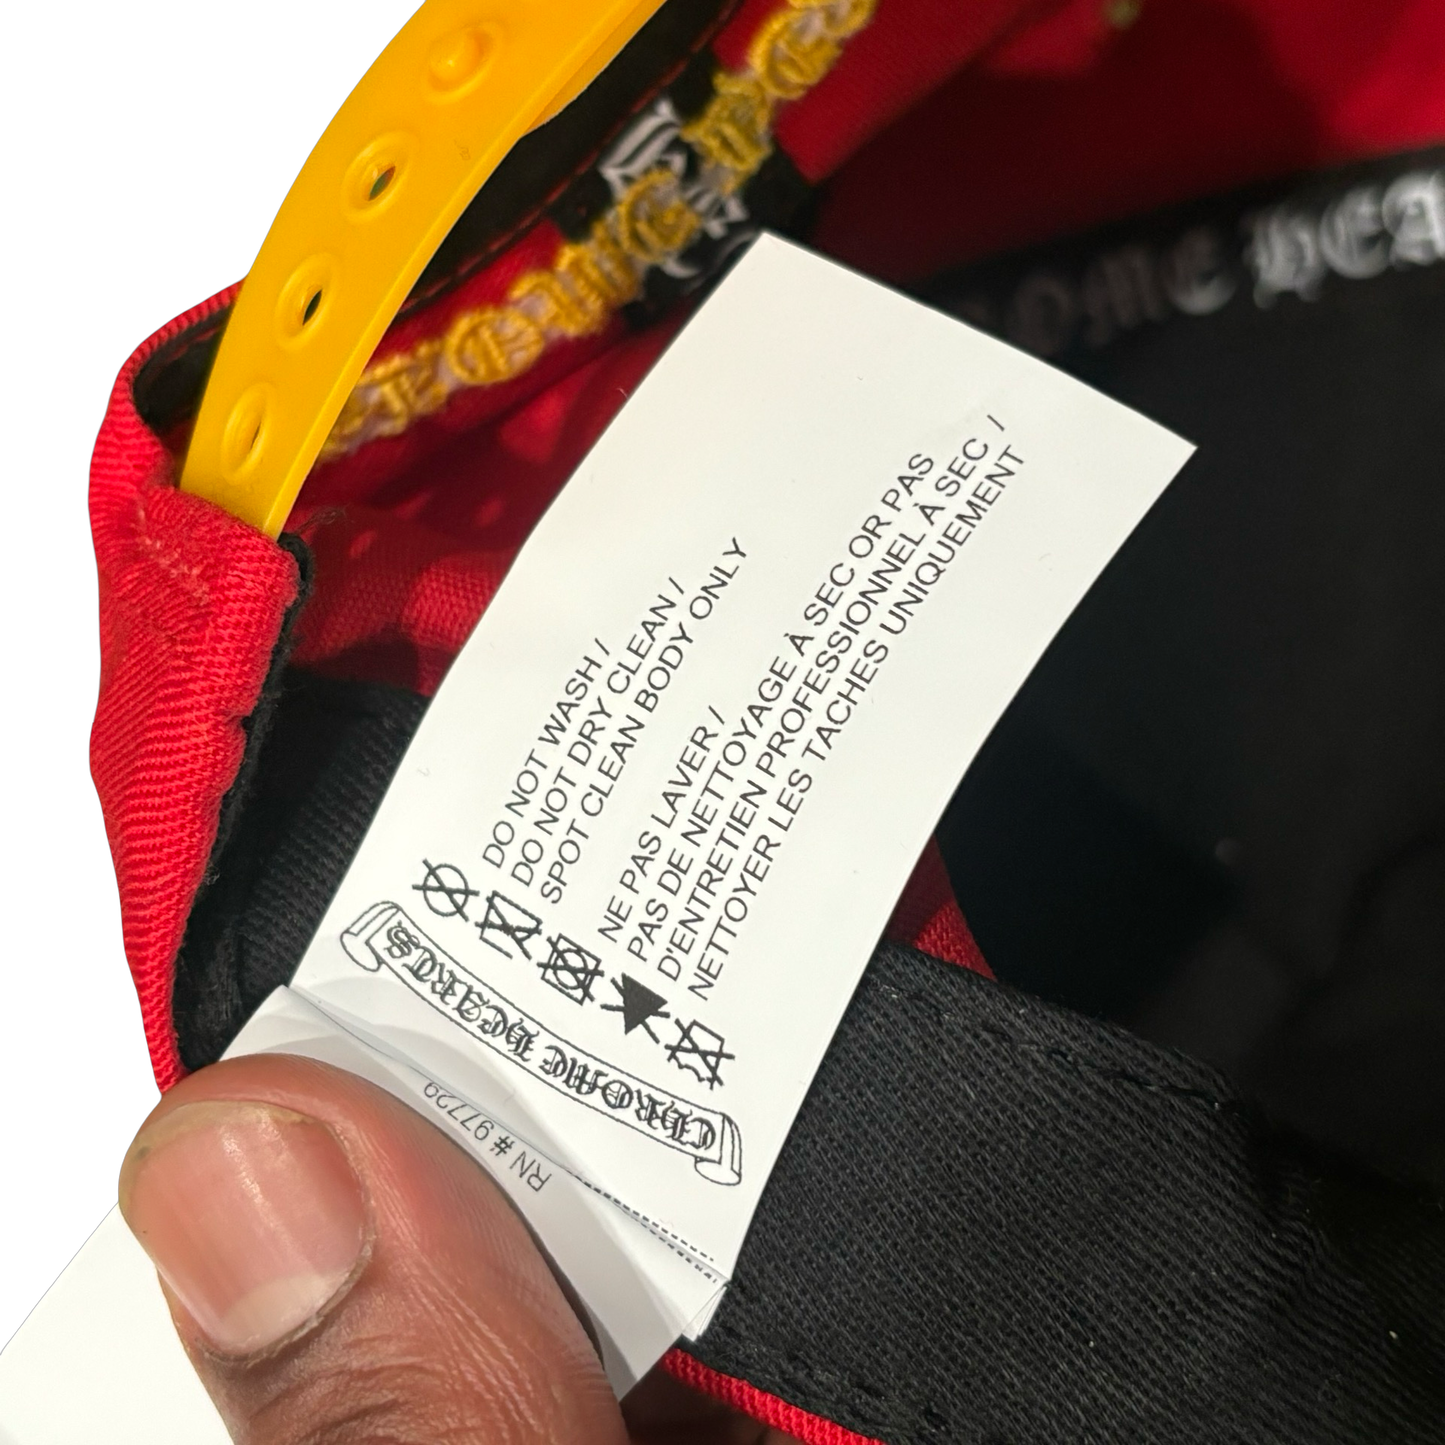 DO NOT WASH /
DO NOT DRY CLEAN /
SPOT CLEAN BODY ONLY
NE PAS LAVER /
PAS DE NETTOYAGE À SEC OR PAS
D'ENTRETIEN PROFESSIONNEL À SEC /
NETTOYER LES TACHES UNIQUEMENT
CHROME HEARTS
RN # 97729